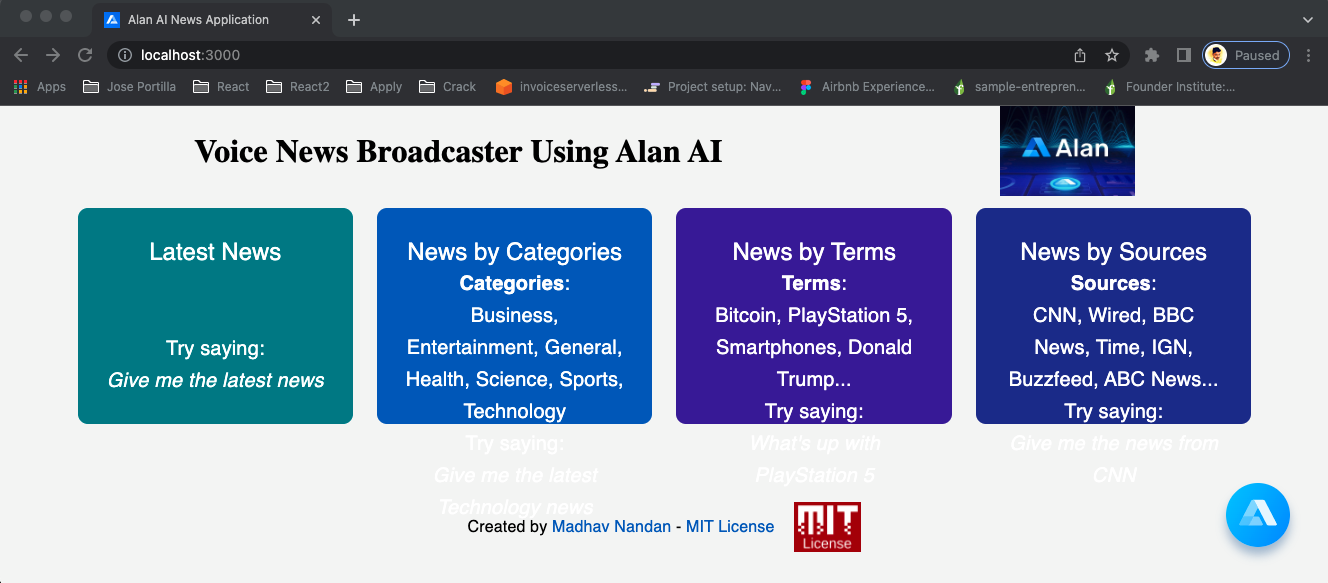 Alan AI News Application
localhost:3000
Paused
Apps
Jose Portilla
React
React2
Apply
Crack
invoiceserverless...
Project setup: Nav...
Airbnb Experience...
sample-entrepren...
Founder Institute:...
Voice News Broadcaster Using Alan AI
Alan
Latest News
Try saying:
Give me the latest news
News by Categories
Categories:
Business,
Entertainment, General,
Health, Science, Sports,
Technology
Try saying:
Give me the latest
Technology news
News by Terms
Terms:
Bitcoin, PlayStation 5,
Smartphones, Donald
Trump...
Try saying:
What's up with
PlayStation 5
News by Sources
Sources:
CNN, Wired, BBC
News, Time, IGN,
Buzzfeed, ABC News...
Try saying:
Give me the news from
CNN
Created by Madhav Nandan - MIT License
MIT
License